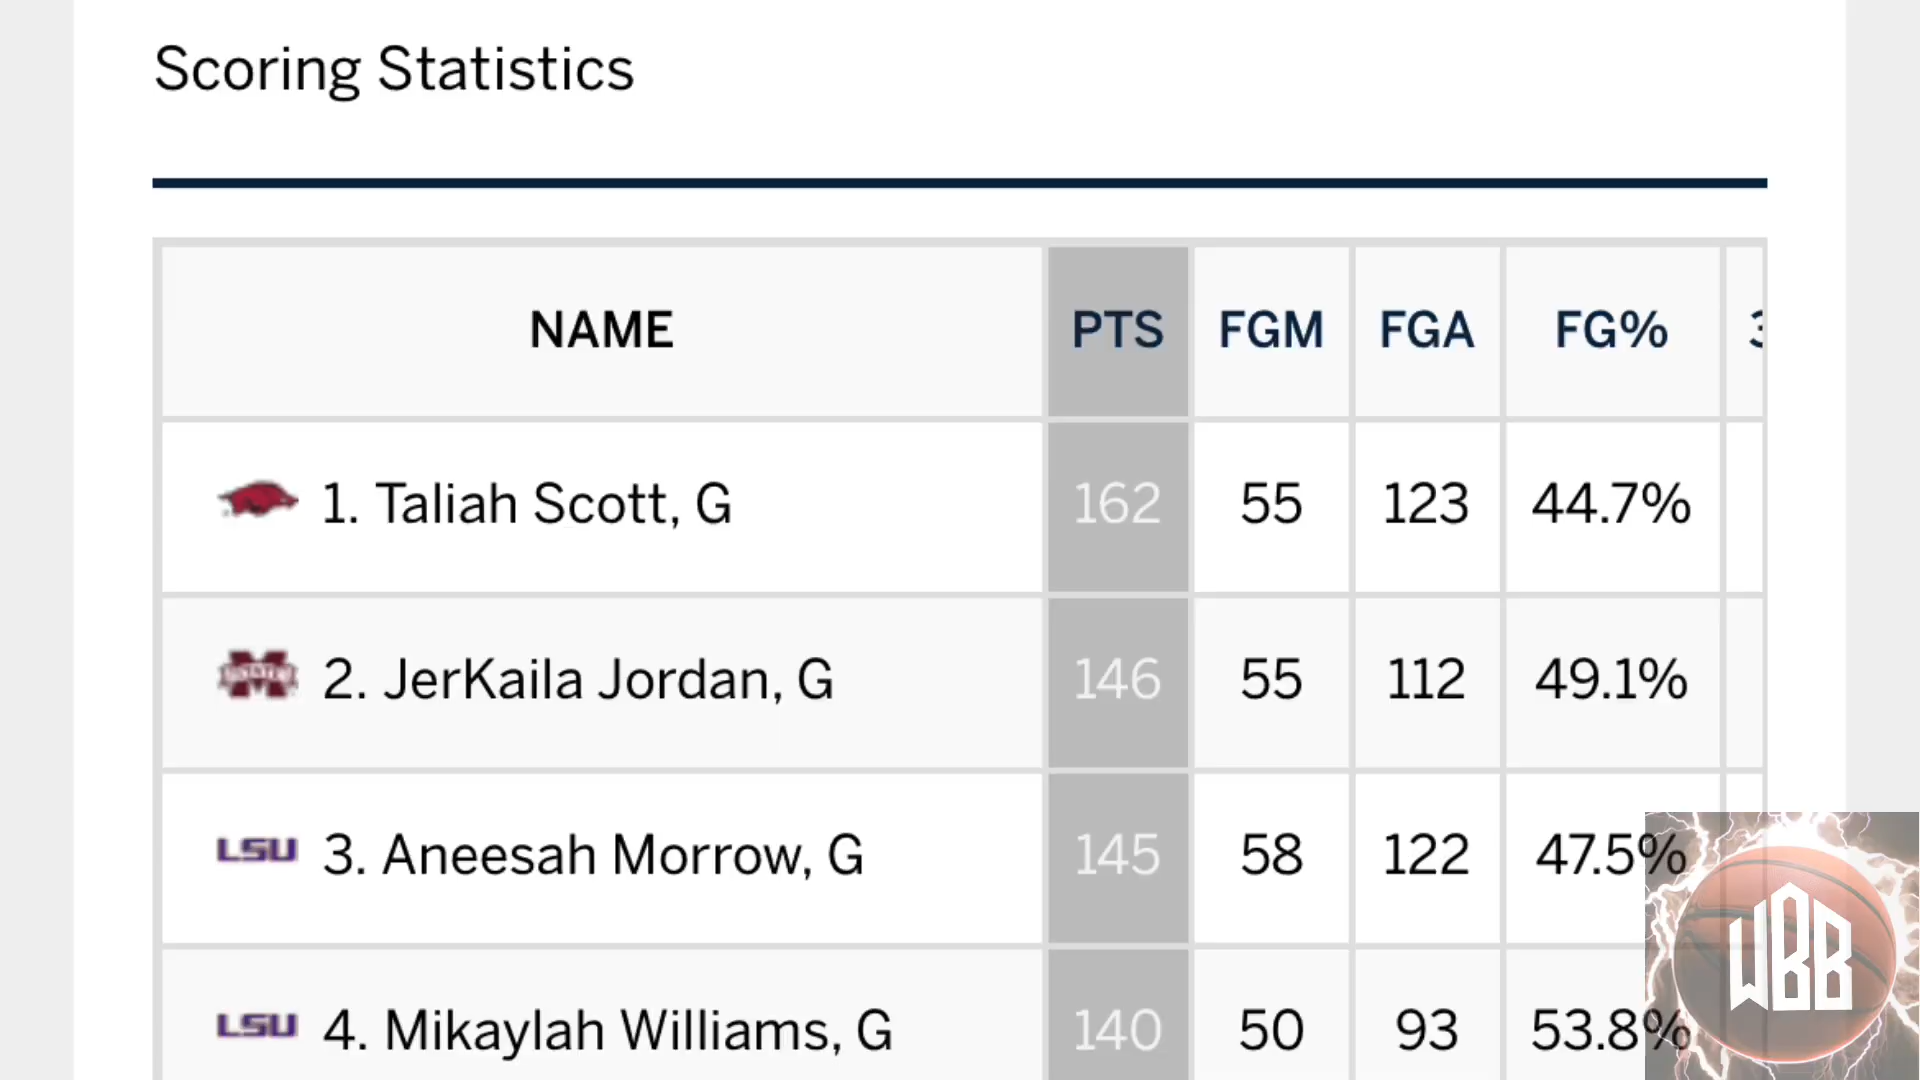 Scoring Statistics
NAME PTS FGM FGA FG% 3
1. Taliah Scott, G 162 55 123 44.7%
2. JerKaila Jordan, G 146 55 112 49.1%
LSU 3. Aneesah Morrow, G 145 58 122 47.5%
LSU 4. Mikaylah Williams, G 140 50 93 53.8%
WBB